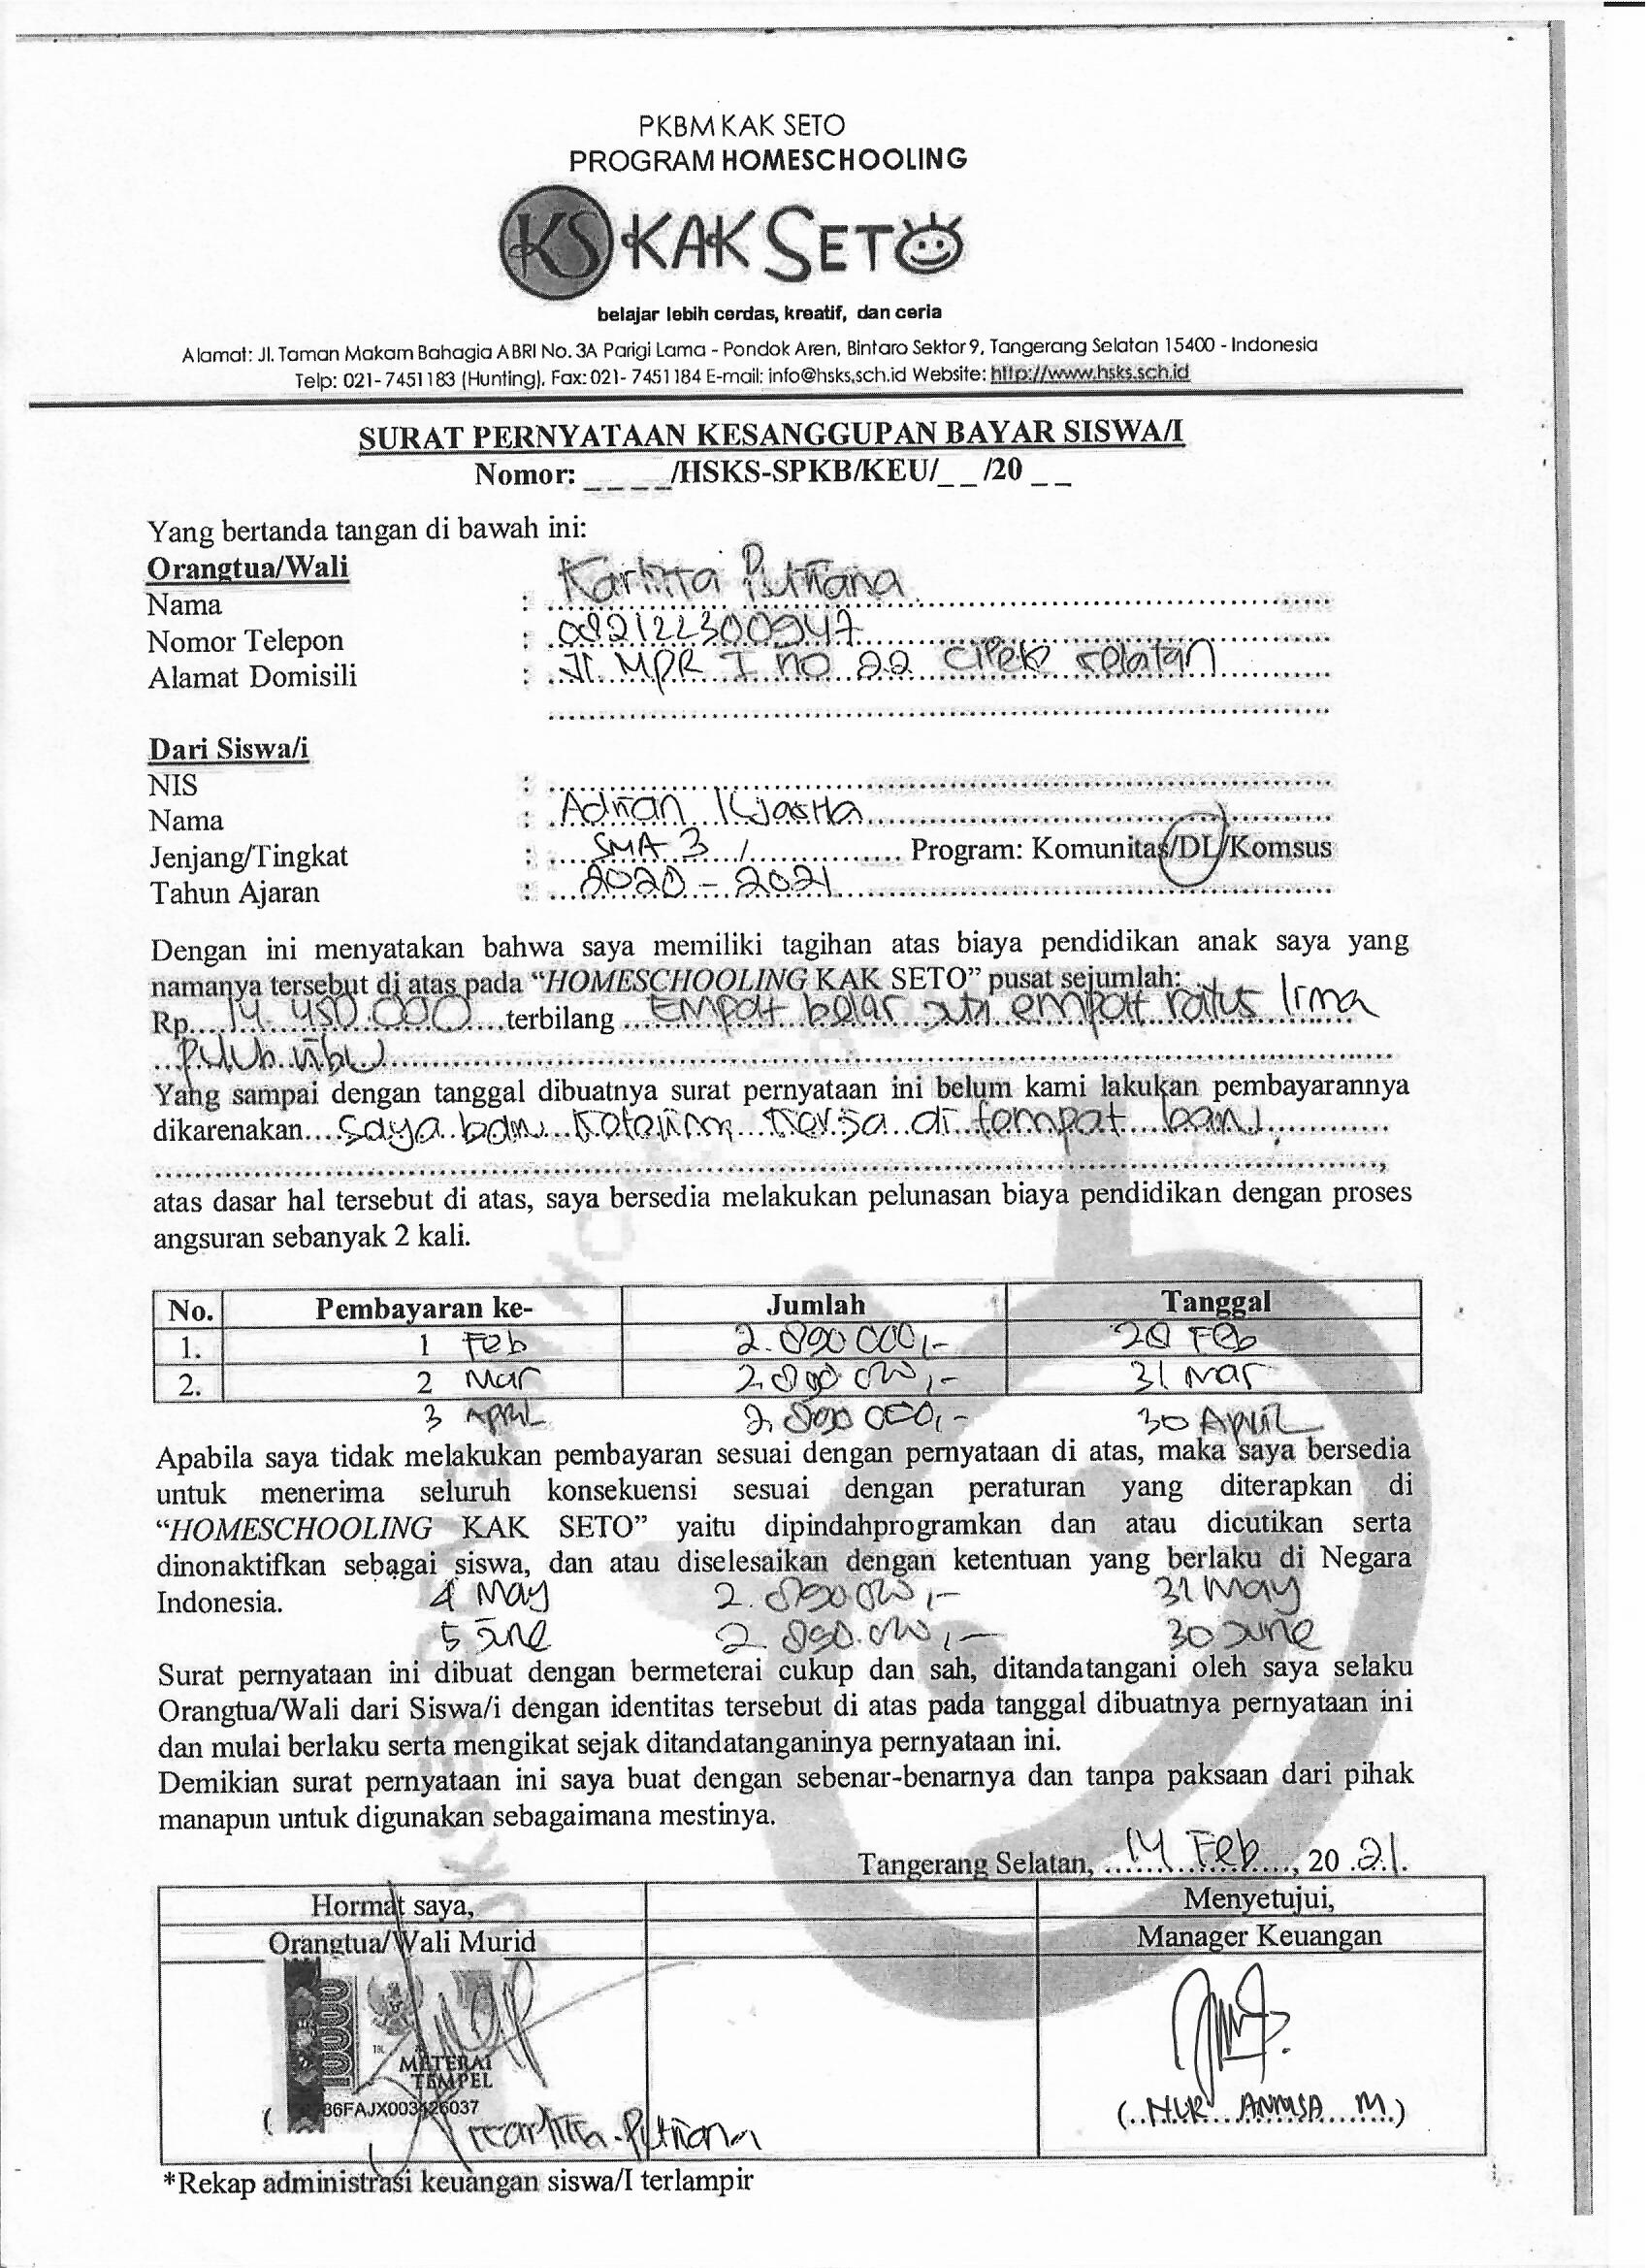 PKBM KAK SETO
PROGRAM HOMESCHOOLING
KS KAK SETO
belajar lebih cerdas, kreatif, dan ceria
Alamat: Jl. Taman Makam Bahagia ABRI No. 3A Parigi Lama - Pondok Aren, Bintaro Sektor 9, Tangerang Selatan 15400 - Indonesia
Telp: 021- 7451183 (Hunting), Fax: 021- 7451184 E-mail: info@hsks.sch.id Website: http://www.hsks.sch.id
SURAT PERNYATAAN KESANGGUPAN BAYAR SISWA/I
Nomor: _ _ _ _/HSKS-SPKB/KEU/_ _ /20 _ _
Yang bertanda tangan di bawah ini:
Orangtua/Wali
Nama : Kartika Putriana
Nomor Telepon : 082122300947
Alamat Domisili : Jl. MPR I no 22 Cipete selatan
Dari Siswa/i
NIS :
Nama : Adrian
Jenjang/Tingkat : SMA 3 / Program: Komunitas/DL/Komsus
Tahun Ajaran : 2020 - 2021
Dengan ini menyatakan bahwa saya memiliki tagihan atas biaya pendidikan anak saya yang
namanya tersebut di atas pada “HOMESCHOOLING KAK SETO” pusat sejumlah:
Rp. 14.450.000 terbilang Empat belas juta empat ratus lima
puluh ribu
Yang sampai dengan tanggal dibuatnya surat pernyataan ini belum kami lakukan pembayarannya
dikarenakan saya baru keterima kerja di tempat baru,
,
atas dasar hal tersebut di atas, saya bersedia melakukan pelunasan biaya pendidikan dengan proses
angsuran sebanyak 2 kali.
No. Pembayaran ke- Jumlah Tanggal
1. 1 Feb 2.890 000,- 28 Feb
2. 2 Mar 2.890 000,- 31 Mar
3 April 2.890 000,- 30 April
Apabila saya tidak melakukan pembayaran sesuai dengan pernyataan di atas, maka saya bersedia
untuk menerima seluruh konsekuensi sesuai dengan peraturan yang diterapkan di
“HOMESCHOOLING KAK SETO” yaitu dipindahprogramkan dan atau dicutikan serta
dinonaktifkan sebagai siswa, dan atau diselesaikan dengan ketentuan yang berlaku di Negara
Indonesia.
4 May 2.890.000,- 31 May
5 June 2.890.000,- 30 June
Surat pernyataan ini dibuat dengan bermeterai cukup dan sah, ditandatangani oleh saya selaku
Orangtua/Wali dari Siswa/i dengan identitas tersebut di atas pada tanggal dibuatnya pernyataan ini
dan mulai berlaku serta mengikat sejak ditandatanganinya pernyataan ini.
Demikian surat pernyataan ini saya buat dengan sebenar-benarnya dan tanpa paksaan dari pihak
manapun untuk digunakan sebagaimana mestinya.
Tangerang Selatan, 14 Feb, 2021.
Hormat saya, Menyetujui,
Orangtua/Wali Murid Manager Keuangan
10000
METERAI
TEMPEL
( Kartika Putriana (NUR ANNISA M.)
*Rekap administrasi keuangan siswa/I terlampir